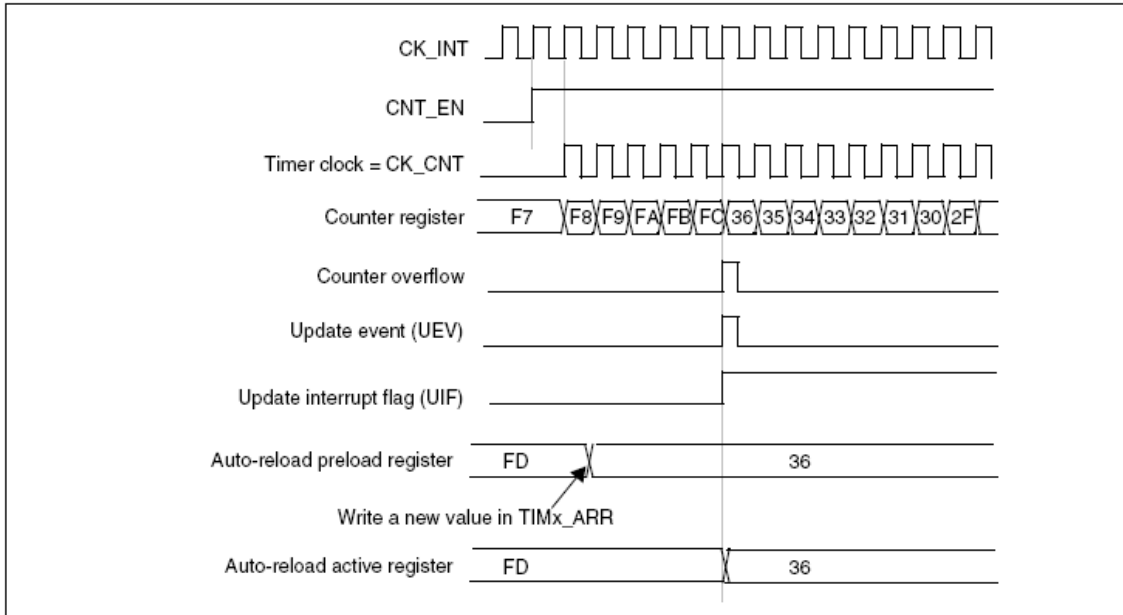 CK_INT
CNT_EN
Timer clock = CK_CNT
Counter register F7 F8 F9 FA FB FC 36 35 34 33 32 31 30 2F
Counter overflow
Update event (UEV)
Update interrupt flag (UIF)
Auto-reload preload register FD 36
Write a new value in TIMx_ARR
Auto-reload active register FD 36